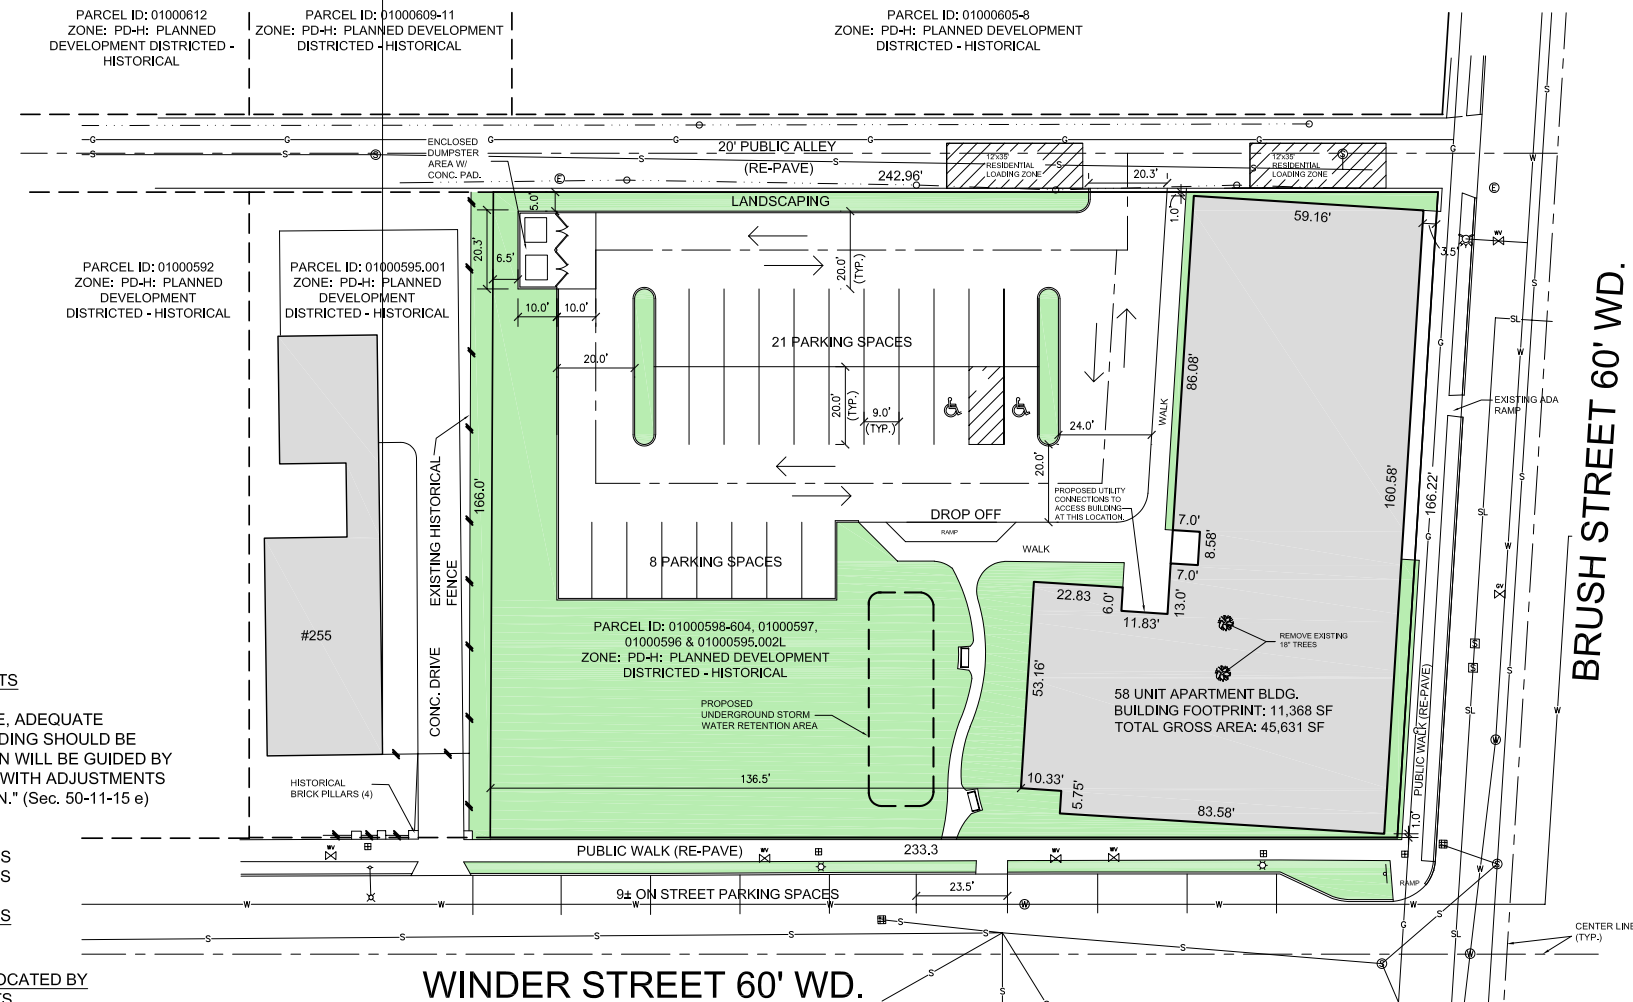 PARCEL ID: 01000612
ZONE: PD-H: PLANNED
DEVELOPMENT DISTRICTED -
HISTORICAL
PARCEL ID: 01000609-11
ZONE: PD-H: PLANNED DEVELOPMENT
DISTRICTED - HISTORICAL
PARCEL ID: 01000605-8
ZONE: PD-H: PLANNED DEVELOPMENT
DISTRICTED - HISTORICAL
ENCLOSED
DUMPSTER
AREA W/
CONC. PAD.
20' PUBLIC ALLEY
(RE-PAVE)
242.96'
12'x35'
RESIDENTIAL
LOADING ZONE
20.3'
12'x35'
RESIDENTIAL
LOADING ZONE
LANDSCAPING
5.0'
1.0'
59.16'
3.5'
20.3'
6.5'
20.0'
(TYP.)
PARCEL ID: 01000592
ZONE: PD-H: PLANNED
DEVELOPMENT
DISTRICTED - HISTORICAL
PARCEL ID: 01000595.001
ZONE: PD-H: PLANNED
DEVELOPMENT
DISTRICTED - HISTORICAL
10.0'
10.0'
21 PARKING SPACES
20.0'
20.0'
(TYP.)
9.0'
(TYP.)
24.0'
WALK
86.08'
EXISTING ADA
RAMP
BRUSH STREET 60' WD.
EXISTING HISTORICAL
FENCE
166.0'
20.0'
PROPOSED UTILITY
CONNECTIONS TO
ACCESS BUILDING
AT THIS LOCATION.
160.58'
166.22'
DROP OFF
RAMP
WALK
7.0'
8.58'
7.0'
8 PARKING SPACES
22.83
6.0'
13.0'
11.83'
#255
PARCEL ID: 01000598-604, 01000597,
01000596 & 01000595.002L
ZONE: PD-H: PLANNED DEVELOPMENT
DISTRICTED - HISTORICAL
REMOVE EXISTING
18" TREES
53.16'
58 UNIT APARTMENT BLDG.
BUILDING FOOTPRINT: 11,368 SF
TOTAL GROSS AREA: 45,631 SF
CONC. DRIVE
PROPOSED
UNDERGROUND STORM
WATER RETENTION AREA
PUBLIC WALK (RE-PAVE)
TS
E, ADEQUATE
DING SHOULD BE
N WILL BE GUIDED BY
WITH ADJUSTMENTS
N." (Sec. 50-11-15 e)
HISTORICAL
BRICK PILLARS (4)
136.5'
10.33'
5.75'
83.58'
1.0'
S
S
S
PUBLIC WALK (RE-PAVE)
233.3
9± ON STREET PARKING SPACES
23.5'
RAMP
CENTER LINE
(TYP.)
OCATED BY
TS
WINDER STREET 60' WD.